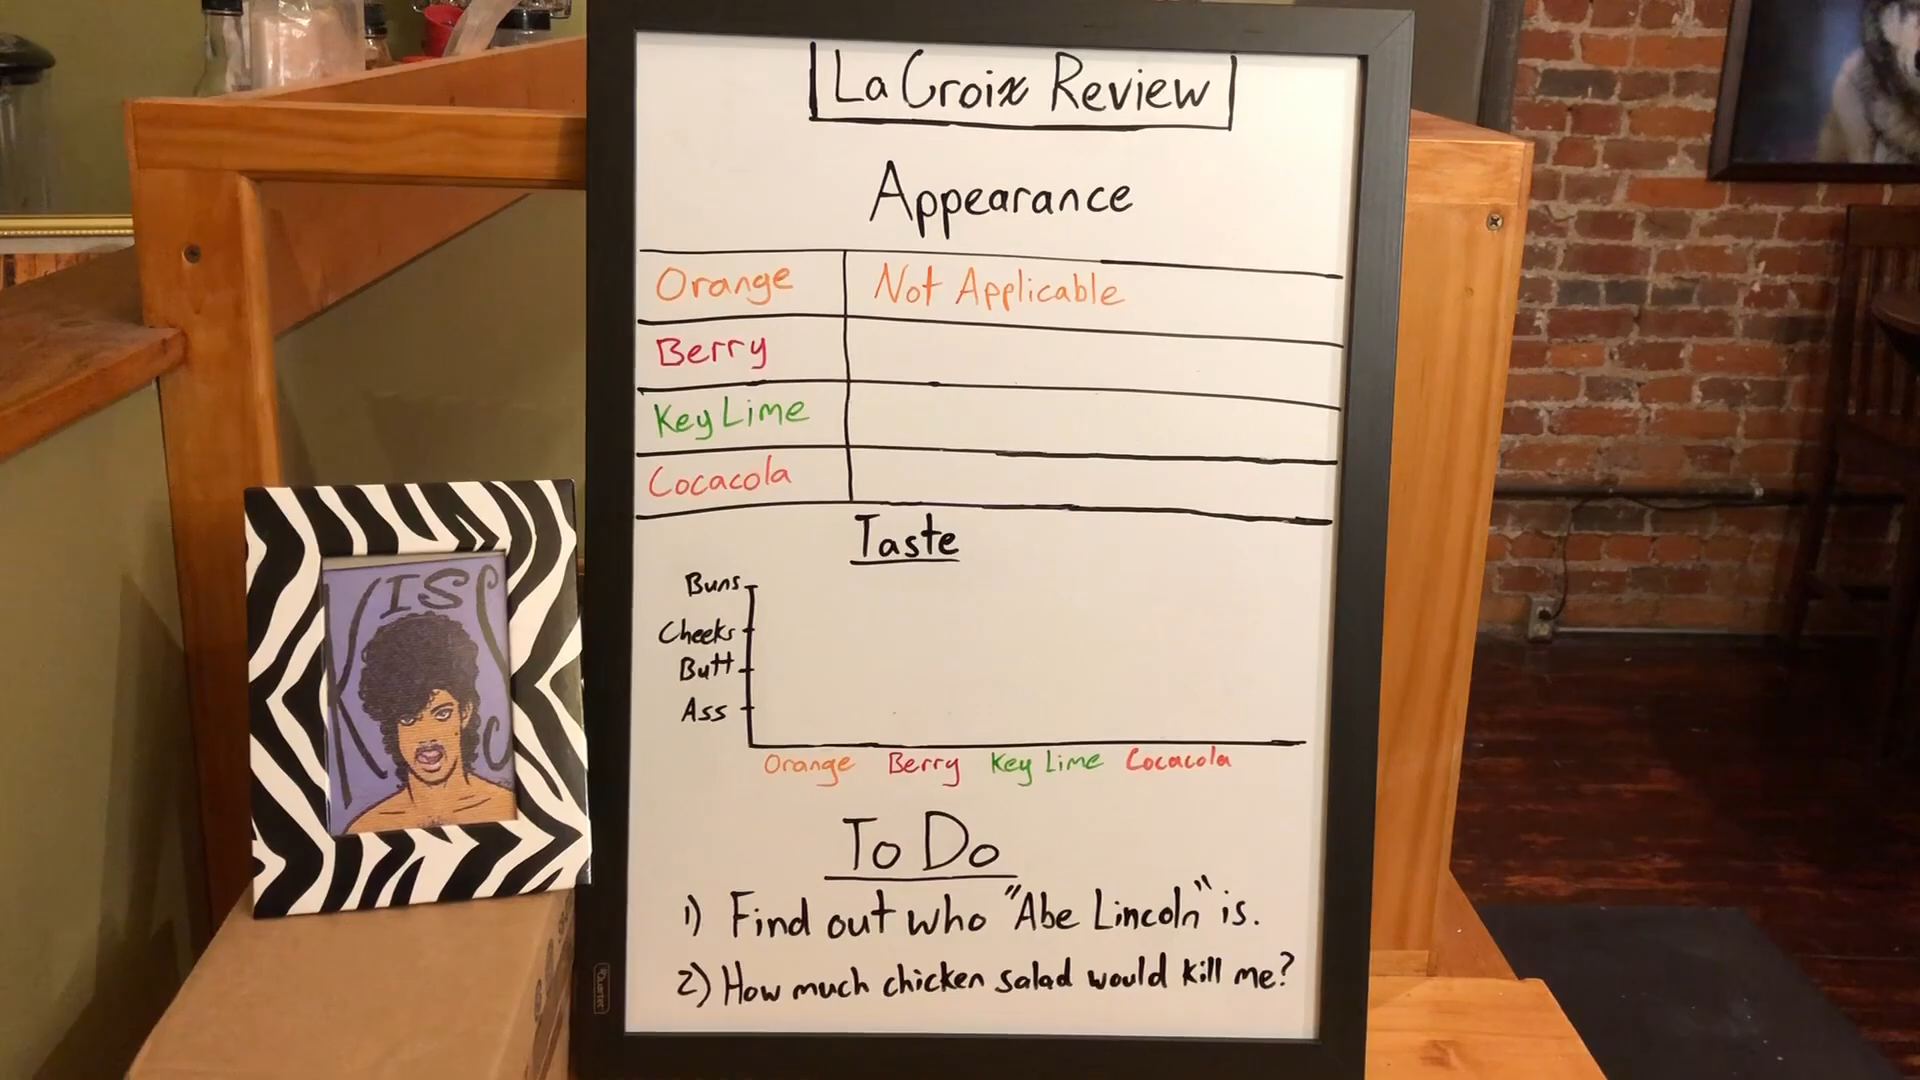 La Croix Review
Appearance
Orange Not Applicable
Berry
Key Lime
Cocacola
Taste
Buns
Cheeks
Butt
Ass
Orange Berry Key Lime Cocacola
To Do
1) Find out who "Abe Lincoln" is.
2) How much chicken salad would kill me?
KISS
Quartet